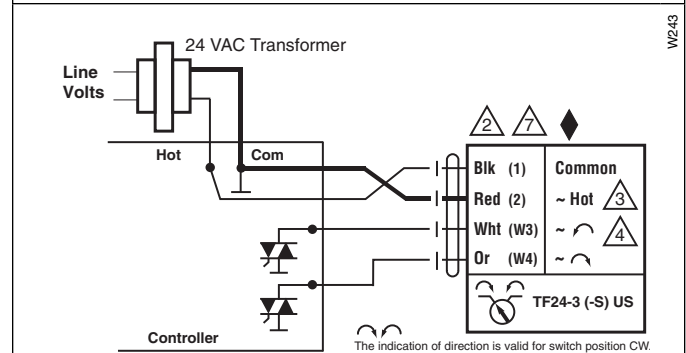 W243
24 VAC Transformer
Line
Volts
Hot
Com
2 7
Blk (1) Common
Red (2) ~ Hot 3
Wht (W3) ~ 4
Or (W4) ~
TF24-3 (-S) US
Controller
The indication of direction is valid for switch position CW.